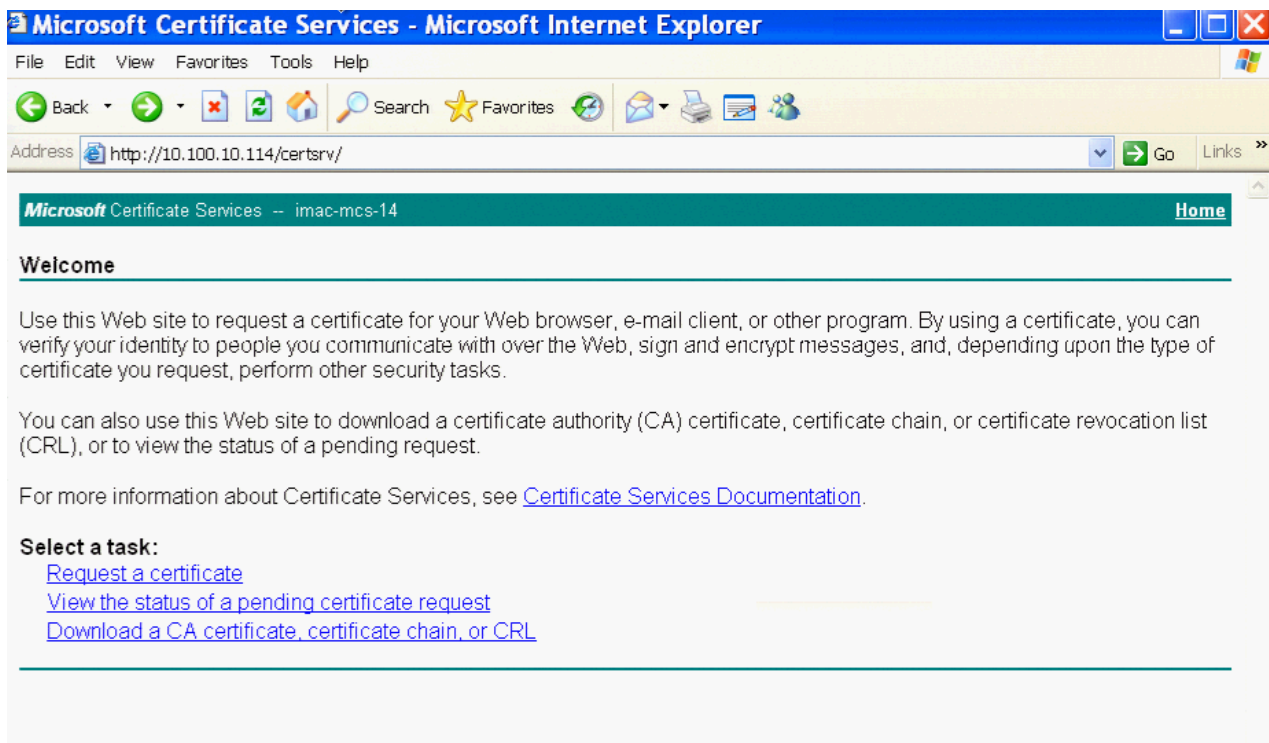 Microsoft Certificate Services - Microsoft Internet Explorer
File Edit View Favorites Tools Help
Back Search Favorites
Address http://10.100.10.114/certsrv/ Go Links »
Microsoft Certificate Services -- imac-mcs-14 Home
Welcome
Use this Web site to request a certificate for your Web browser, e-mail client, or other program. By using a certificate, you can
verify your identity to people you communicate with over the Web, sign and encrypt messages, and, depending upon the type of
certificate you request, perform other security tasks.
You can also use this Web site to download a certificate authority (CA) certificate, certificate chain, or certificate revocation list
(CRL), or to view the status of a pending request.
For more information about Certificate Services, see Certificate Services Documentation.
Select a task:
Request a certificate
View the status of a pending certificate request
Download a CA certificate, certificate chain, or CRL